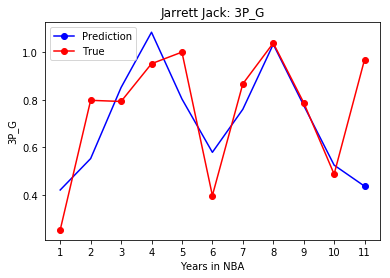 Jarrett Jack: 3P_G
Prediction
True
3P_G
1.0
0.8
0.6
0.4
1 2 3 4 5 6 7 8 9 10 11
Years in NBA